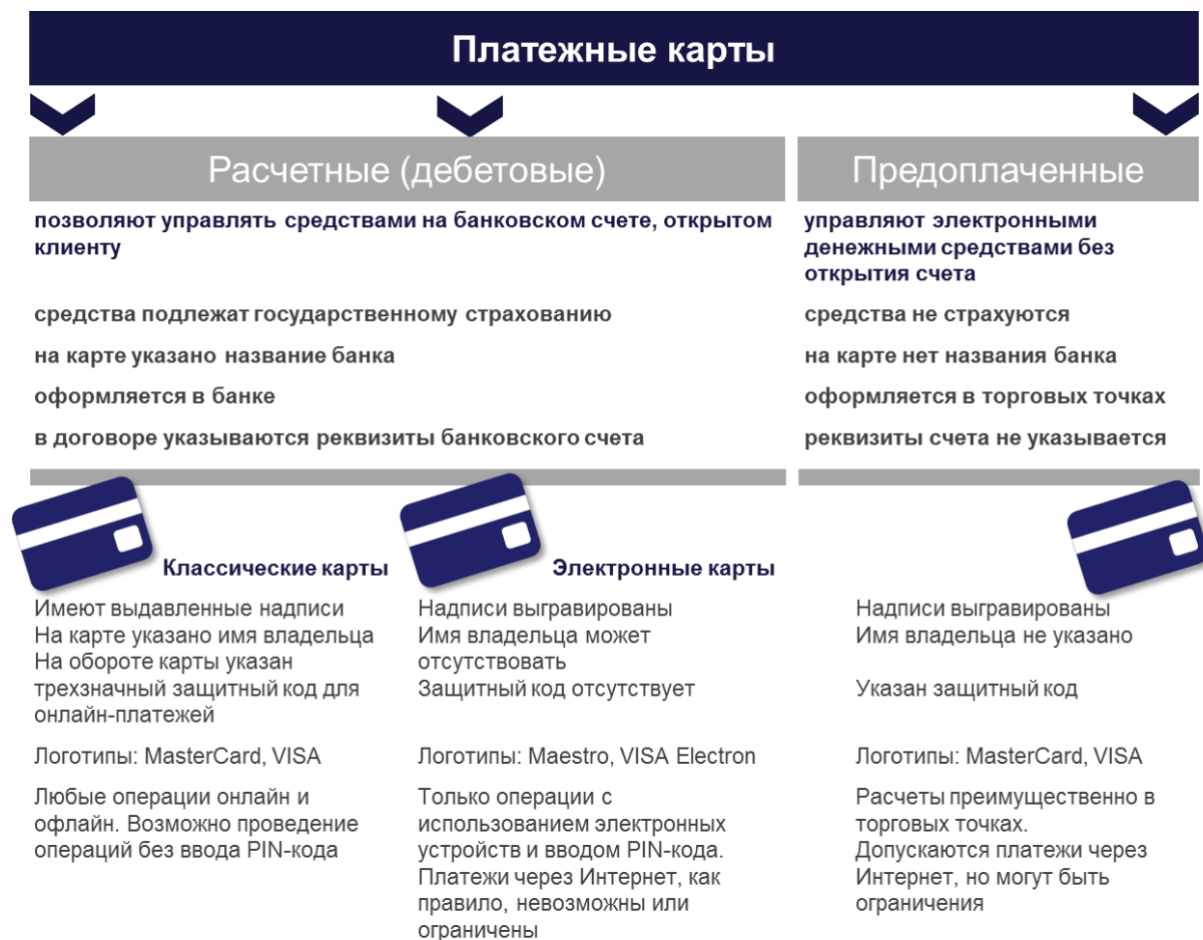 Платежные карты
Расчетные (дебетовые)
позволяют управлять средствами на банковском счете, открытом
клиенту
средства подлежат государственному страхованию
на карте указано название банка
оформляется в банке
в договоре указываются реквизиты банковского счета
Предоплаченные
управляют электронными
денежными средствами без
открытия счета
средства не страхуются
на карте нет названия банка
оформляется в торговых точках
реквизиты счета не указывается
Классические карты
Имеют выдавленные надписи
На карте указано имя владельца
На обороте карты указан
трехзначный защитный код для
онлайн-платежей
Логотипы: MasterCard, VISA
Любые операции онлайн и
офлайн. Возможно проведение
операций без ввода PIN-кода
Электронные карты
Надписи выгравированы
Имя владельца может
отсутствовать
Защитный код отсутствует
Логотипы: Maestro, VISA Electron
Только операции с
использованием электронных
устройств и вводом PIN-кода.
Платежи через Интернет, как
правило, невозможны или
ограничены
Надписи выгравированы
Имя владельца не указано
Указан защитный код
Логотипы: MasterCard, VISA
Расчеты преимущественно в
торговых точках.
Допускаются платежи через
Интернет, но могут быть
ограничения